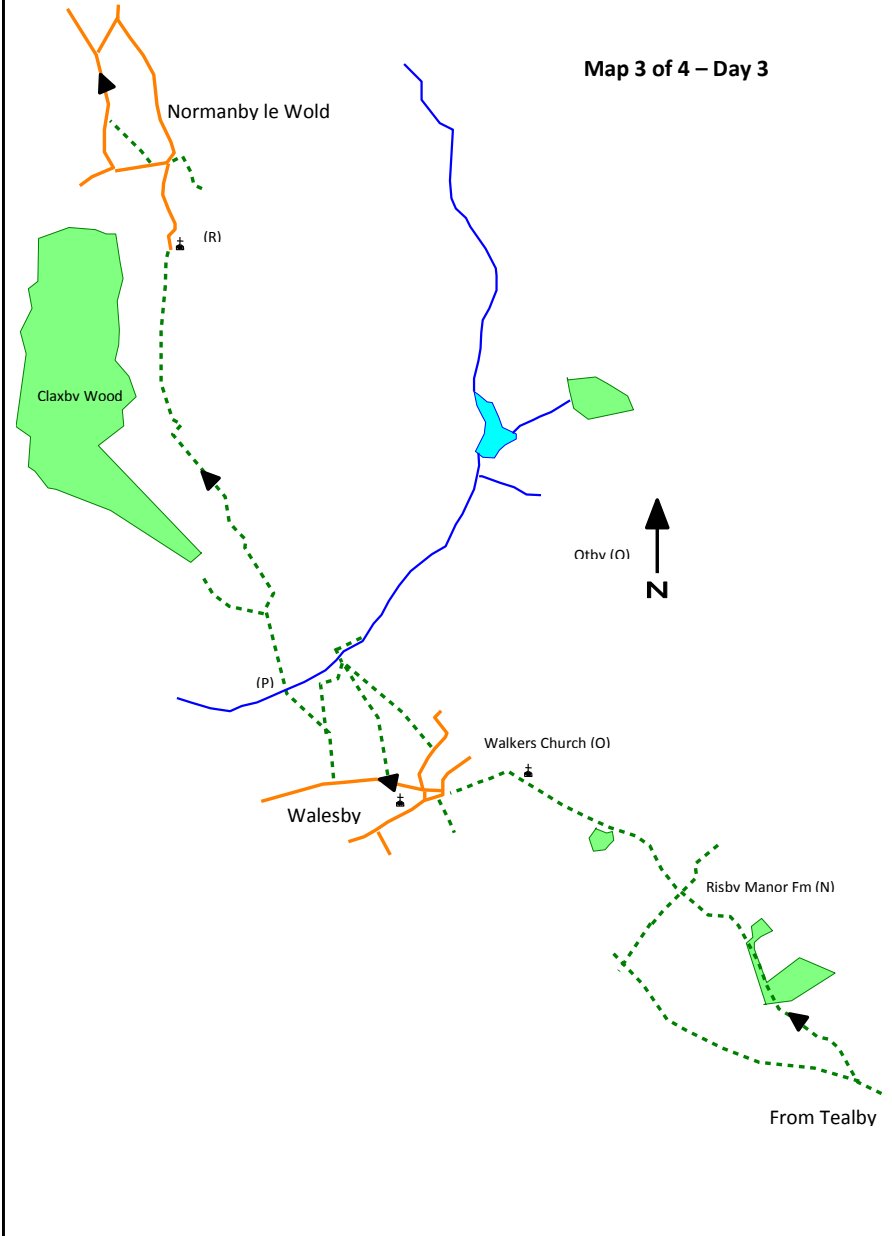 Map 3 of 4 – Day 3
Normanby le Wold
(R)
Claxby Wood
Otby (Q)
N
(P)
Walkers Church (O)
Walesby
Risby Manor Fm (N)
From Tealby